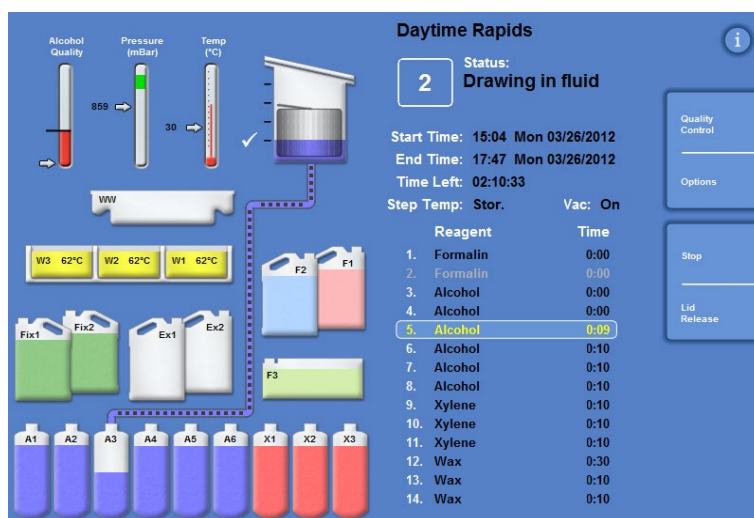 Daytime Rapids
i
Alcohol
Quality
Pressure
(mBar)
Temp
(°C)
859
30
2
Status:
Drawing in fluid
Start Time: 15:04 Mon 03/26/2012
End Time: 17:47 Mon 03/26/2012
Time Left: 02:10:33
Step Temp: Stor. Vac: On
Quality
Control
Options
Stop
Lid
Release
WW
W3 62°C W2 62°C W1 62°C
F2 F1
Fix1 Fix2 Ex1 Ex2
F3
A1 A2 A3 A4 A5 A6 X1 X2 X3
Reagent Time
1. Formalin 0:00
2. Formalin 0:00
3. Alcohol 0:00
4. Alcohol 0:00
5. Alcohol 0:09
6. Alcohol 0:10
7. Alcohol 0:10
8. Alcohol 0:10
9. Xylene 0:10
10. Xylene 0:10
11. Xylene 0:10
12. Wax 0:30
13. Wax 0:10
14. Wax 0:10